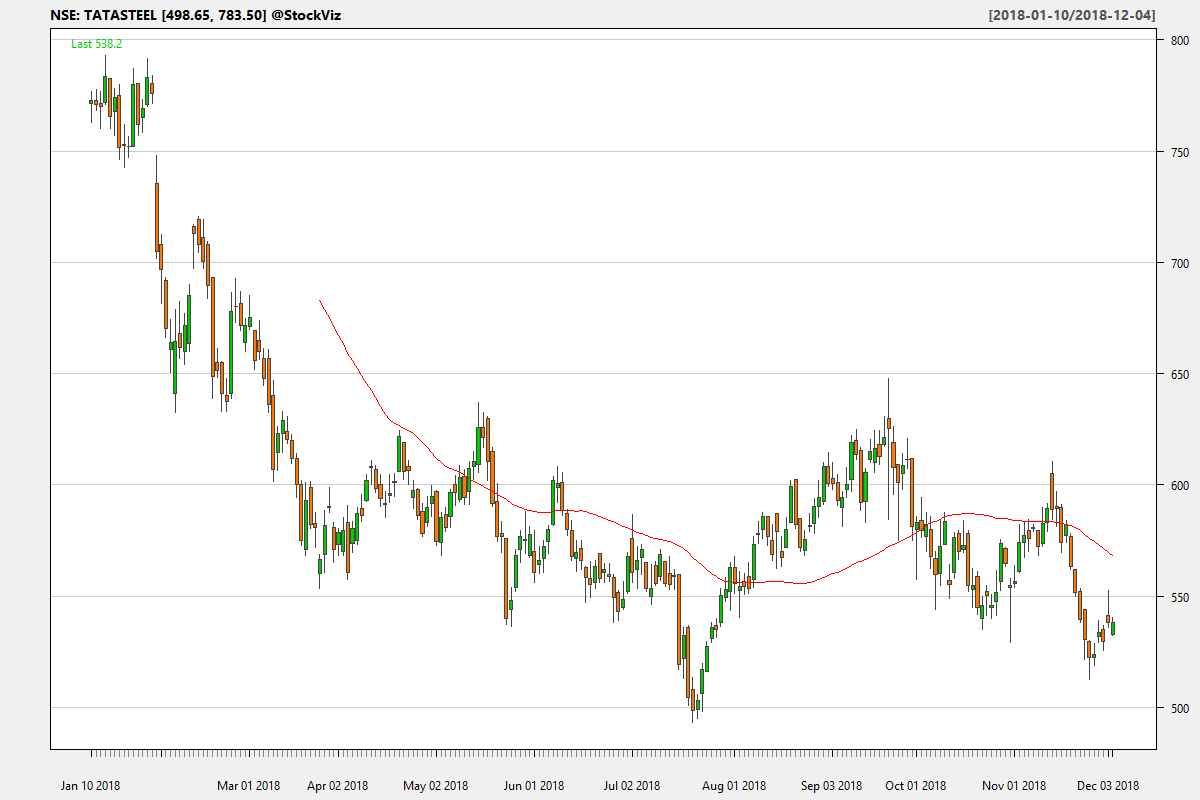 NSE: TATASTEEL [498.65, 783.50] @StockViz
[2018-01-10/2018-12-04]
Last 538.2
800
750
700
650
600
550
500
Jan 10 2018
Mar 01 2018
Apr 02 2018
May 02 2018
Jun 01 2018
Jul 02 2018
Aug 01 2018
Sep 03 2018
Oct 01 2018
Nov 01 2018
Dec 03 2018